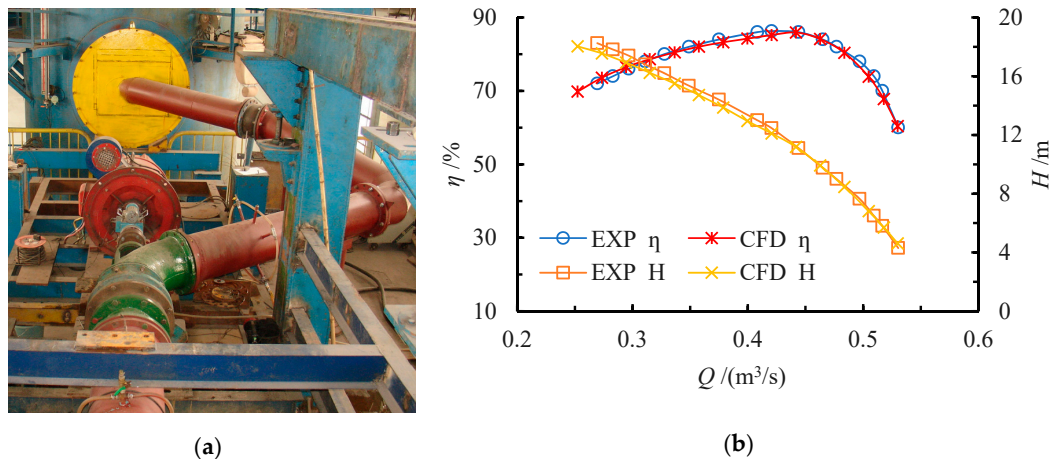 90
70
50
30
10
η /%
20
16
12
8
4
0
H /m
EXP η
CFD η
EXP H
CFD H
0.2
0.3
0.4
0.5
0.6
Q /(m³/s)
(a)
(b)